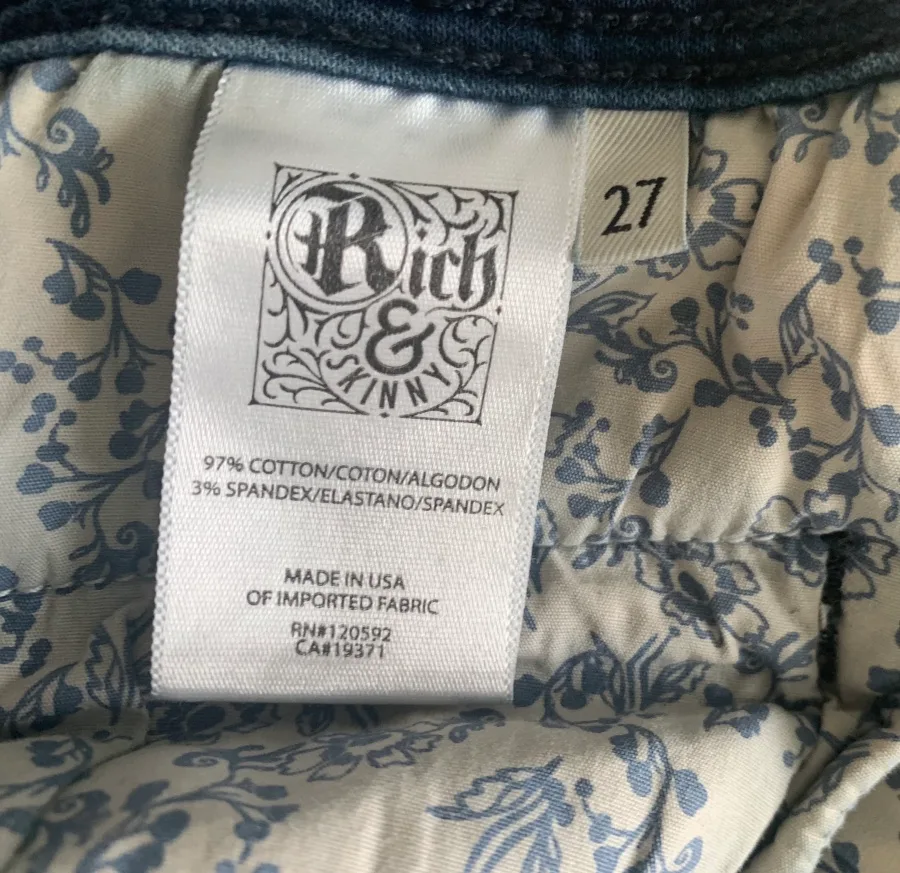 Rich
&
SKINNY
27
97% COTTON/COTON/ALGODON
3% SPANDEX/ELASTANO/SPANDEX
MADE IN USA
OF IMPORTED FABRIC
RN#120592
CA#19371